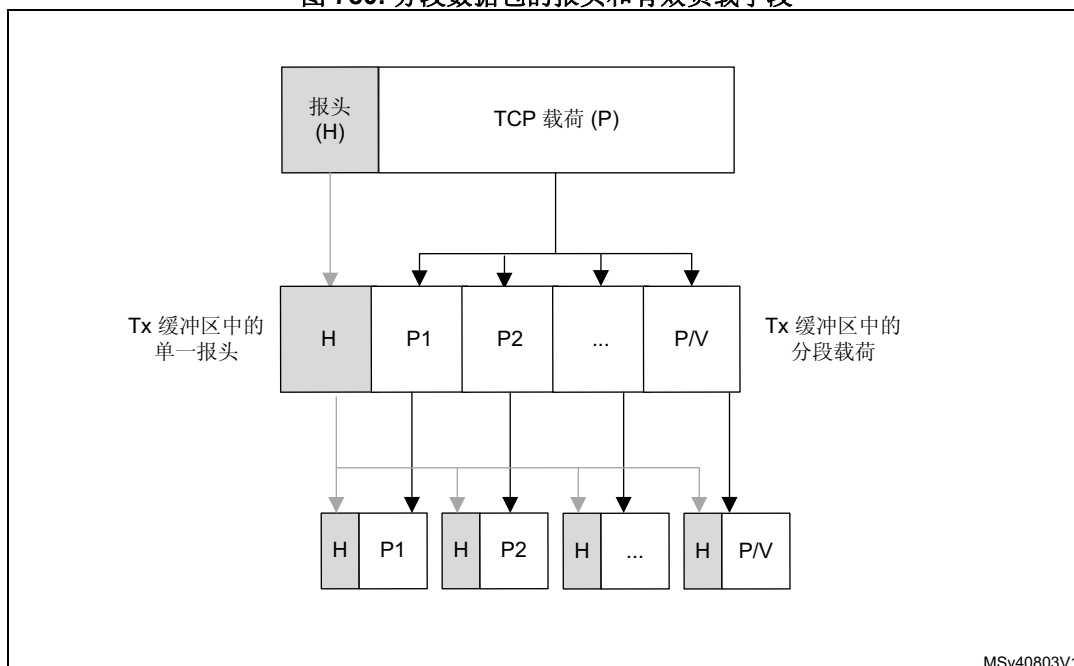 报头
(H)
TCP 载荷 (P)
Tx 缓冲区中的
单一报头
H
P1
P2
...
P/V
Tx 缓冲区中的
分段载荷
H
P1
H
P2
H
...
H
P/V
MSv40803V1